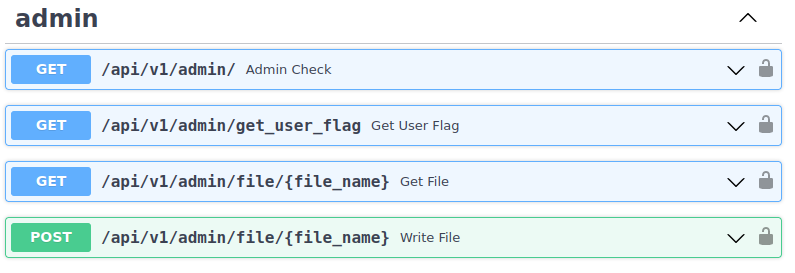 admin
GET /api/v1/admin/ Admin Check
GET /api/v1/admin/get_user_flag Get User Flag
GET /api/v1/admin/file/{file_name} Get File
POST /api/v1/admin/file/{file_name} Write File